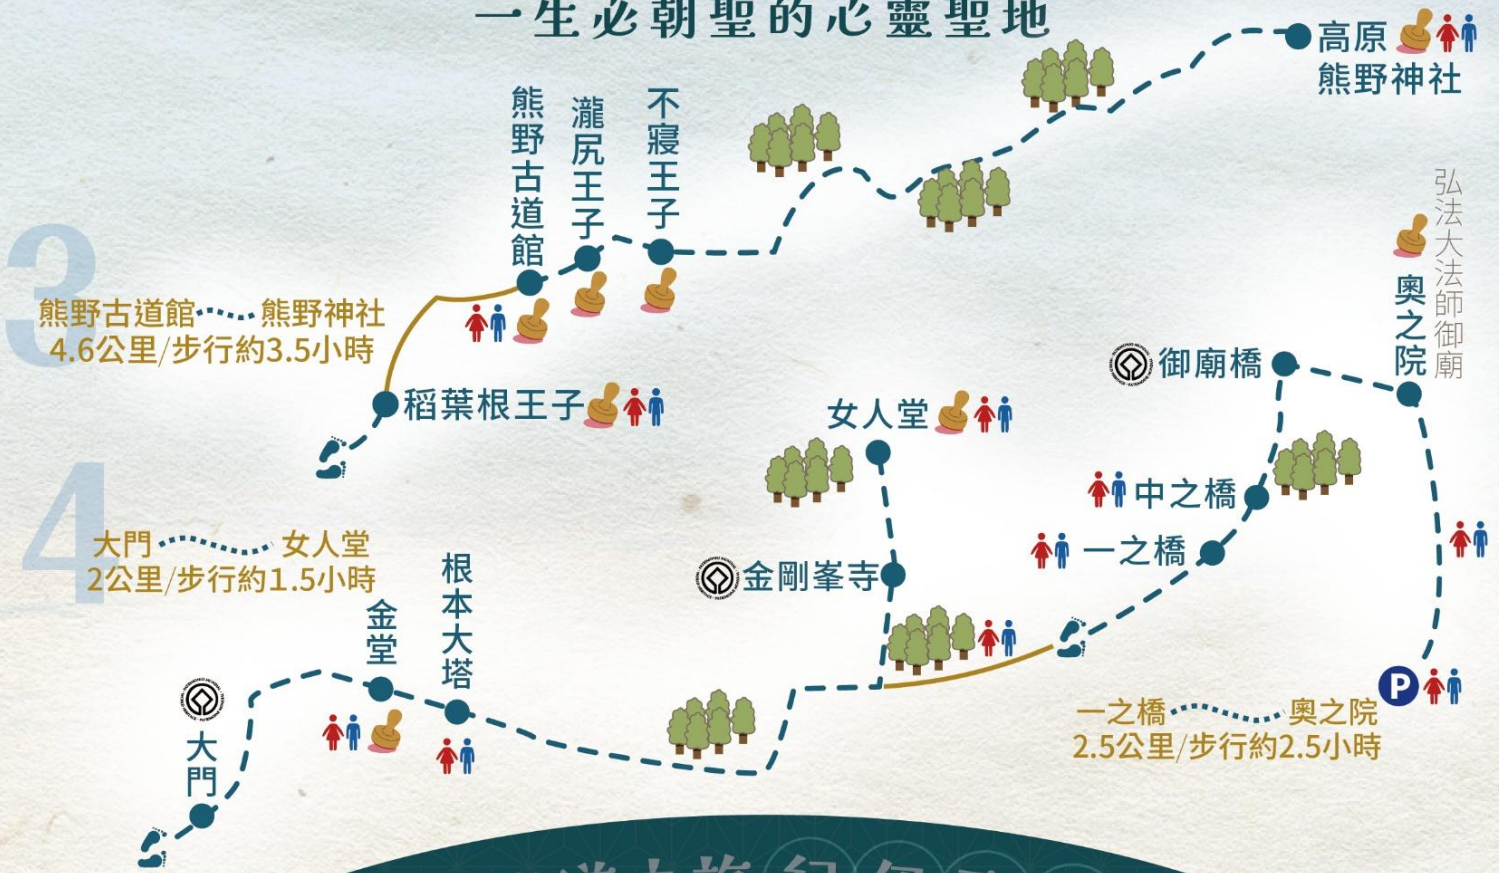 一生必朝聖的心靈聖地
高原
熊野神社
熊野古道館
瀧尻王子
不寢王子
3
熊野古道館 熊野神社
4.6公里/步行約3.5小時
稻葉根王子
弘法大法師御廟
奧之院
御廟橋
女人堂
中之橋
一之橋
金剛峯寺
4
大門 女人堂
2公里/步行約1.5小時
根本大塔
金堂
大門
P
一之橋 奧之院
2.5公里/步行約2.5小時